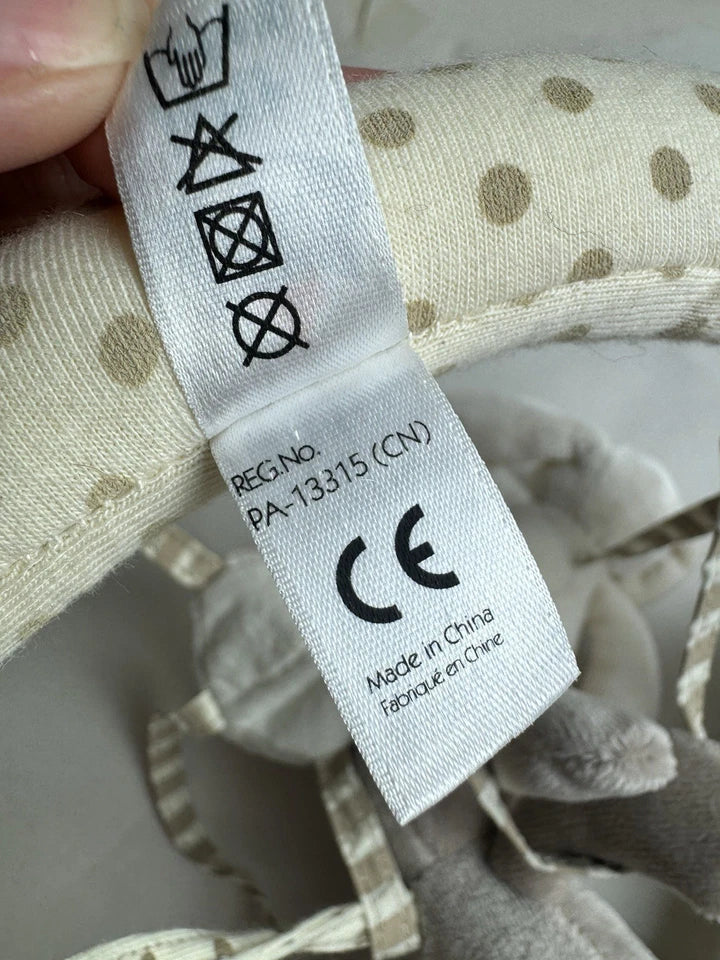 REG.No.
PA-13315 (CN)
CE
Made in China
Fabriqué en Chine